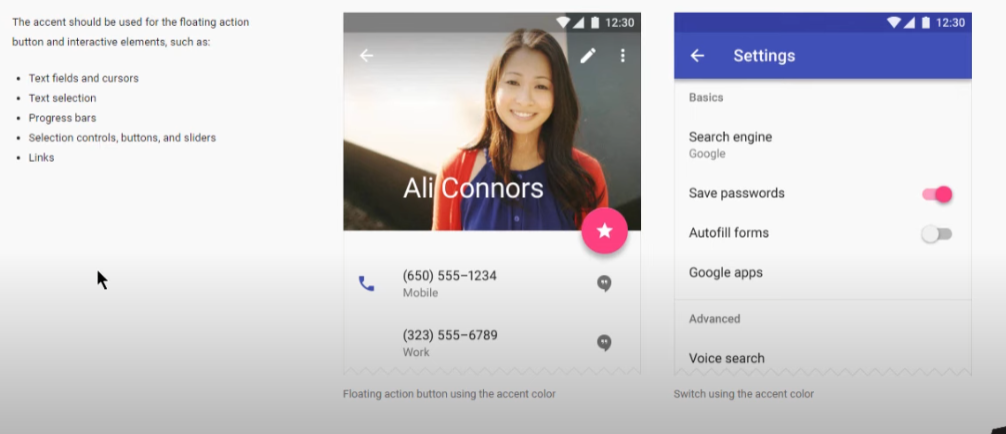 The accent should be used for the floating action
button and interactive elements, such as:
• Text fields and cursors
• Text selection
• Progress bars
• Selection controls, buttons, and sliders
• Links
12:30
Ali Connors
(650) 555–1234
Mobile
(323) 555–6789
Work
Floating action button using the accent color
12:30
Settings
Basics
Search engine
Google
Save passwords
Autofill forms
Google apps
Advanced
Voice search
Switch using the accent color